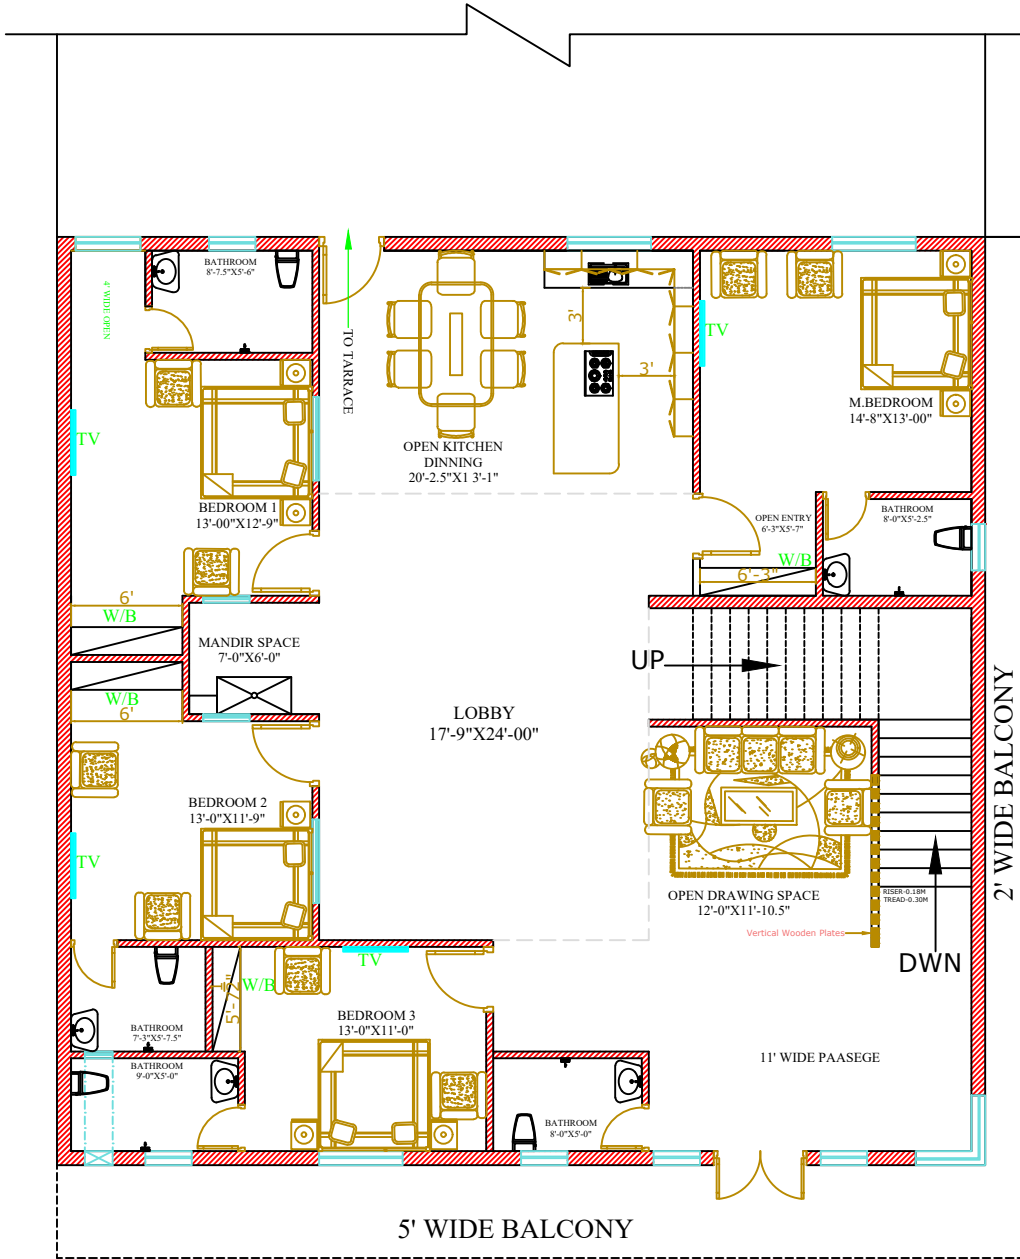 BATHROOM
8'-7.5"X5'-6"
4' WIDE OPEN
TO TARRACE
3'
3'
TV
M.BEDROOM
14'-8"X13'-00"
TV
OPEN KITCHEN
DINNING
20'-2.5"X1 3'-1"
BEDROOM 1
13'-00"X12'-9"
OPEN ENTRY
6'-3"X5'-7"
BATHROOM
8'-0"X5'-2.5"
W/B
6'-3"
6'
W/B
MANDIR SPACE
7'-0"X6'-0"
UP
W/B
6'
LOBBY
17'-9"X24'-00"
2' WIDE BALCONY
BEDROOM 2
13'-0"X11'-9"
TV
OPEN DRAWING SPACE
12'-0"X11'-10.5"
RISER-0.18M
TREAD-0.30M
Vertical Wooden Plates
DWN
TV
W/B
5'-7.2"
BEDROOM 3
13'-0"X11'-0"
BATHROOM
7'-3"X5'-7.5"
11' WIDE PAASEGE
BATHROOM
9'-0"X5'-0"
BATHROOM
8'-0"X5'-0"
5' WIDE BALCONY